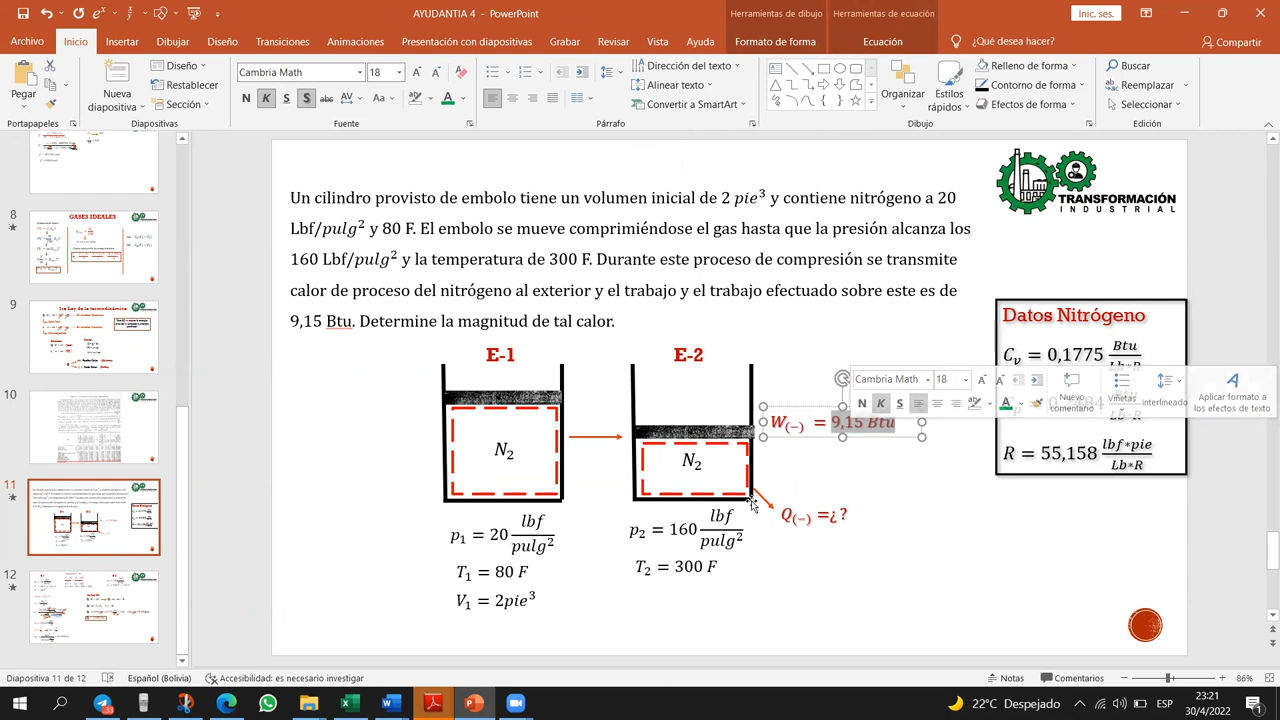 AYUDANTIA 4 - PowerPoint
Herramientas de dibujo
Herramientas de ecuación
Inic. ses.
Archivo Inicio Insertar Dibujar Diseño Transiciones Animaciones Presentación con diapositivas Grabar Revisar Vista Ayuda Formato de forma Ecuación ¿Qué desea hacer? Compartir
Pegar
Portapapeles
Nueva
diapositiva
Diseño
Restablecer
Sección
Diapositivas
Cambria Math 18
N K S S abc AV Aa A
Fuente
Dirección del texto
Alinear texto
Convertir a SmartArt
Párrafo
Organizar
Estilos
rápidos
Relleno de forma
Contorno de forma
Efectos de forma
Dibujo
Buscar
Reemplazar
Seleccionar
Edición
8
GASES IDEALES
9
1ra Ley de la termodinámica
10
11
12
TRANSFORMACIÓN
INDUSTRIAL
Un cilindro provisto de embolo tiene un volumen inicial de 2 pie³ y contiene nitrógeno a 20
Lbf/pulg² y 80 F. El embolo se mueve comprimiéndose el gas hasta que la presión alcanza los
160 Lbf/pulg² y la temperatura de 300 F. Durante este proceso de compresión se transmite
calor de proceso del nitrógeno al exterior y el trabajo y el trabajo efectuado sobre este es de
9,15 Btu. Determine la magnitud de tal calor.
E-1
E-2
N₂
N₂
W₍₋₎ = 9,15 Btu
Q₍₋₎ =¿?
p₁ = 20 lbf/pulg²
T₁ = 80 F
V₁ = 2pie³
p₂ = 160 lbf/pulg²
T₂ = 300 F
Datos Nitrógeno
Cᵥ = 0,1775 Btu/Lb∗R
R = 55,158 lbf∗pie/Lb∗R
Cambria Math 18
N K S
Nuevo
comentario
Viñetas
Interlineado
Aplicar formato a
los efectos de texto
Diapositiva 11 de 12 Español (Bolivia) Accesibilidad: es necesario investigar Notas Comentarios 86%
22°C Despejado
ESP
23:21
30/4/2022